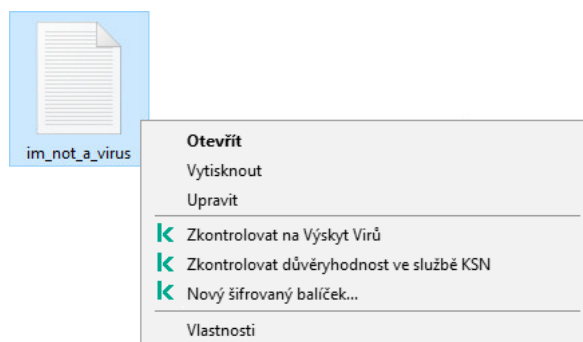 im_not_a_virus
Otevřít
Vytisknout
Upravit
Zkontrolovat na Výskyt Virů
Zkontrolovat důvěryhodnost ve službě KSN
Nový šifrovaný balíček...
Vlastnosti